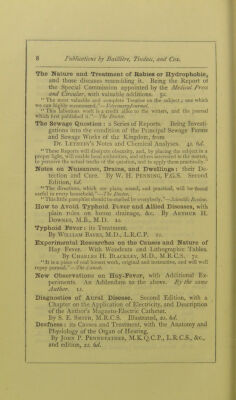 8 Publications by Baillière, Tindall, and Cox.
The Nature and Treatment of Rabies or Hydrophobia,
and those diseases resembling it. Being the Report of
the Special Commission appointed by the Medical Press
and Circular, with valuable additions. 5s.
"The most valuable and complete Treatise on the subject; one which
we can highly recommend."—Veterinary Journal.
"This laborious work is a credit alike to the writers, and the journal
which first published it."—The Doctor.
The Sewage Question: a Series of Reports. Being Investi-
gations into the condition of the Principal Sewage Farms
and Sewage Works of the Kingdom, from
Dr. Letheby's Notes and Chemical Analyses. 4s. 6d.
"These Reports will dissipate obscurity, and, by placing the subject in a
proper light, will enable local authorities, and others interested in the matter,
to perceive the actual truths of the question, and to apply them practically."
Notes on Nuisances, Drains, and Dwellings: their De-
tection and Cure. By W. H. Penning, F.G.S. Second
Edition, 6d.
"The directions, which are plain, sound, and practical, will be found
useful in every household."—The Doctor.
"This little pamphlet should be studied by everybody."—Scientific Review.
How to Avoid Typhoid Fever and Allied Diseases, with
plain rules on house drainage, &c. By Arthur H.
Downes, M.B., M.D. 1s.
Typhoid Fever: its Treatment.
By William Bayes, M.D., L.R.C.P. 1s.
Experimental Researches on the Causes and Nature of
Hay Fever. With Woodcuts and Lithographic Tables.
By Charles H. Blackley, M.D., M.R.C.S. 7s.
"It is a piece of real honest work, original and instructive, and will well
repay perusal."—The Lancet.
New Observations on Hay-Fever, with Additional Ex-
periments. An Addendum to the above. By the same
Author. 1s.
Diagnostics of Aural Disease. Second Edition, with a
Chapter on the Application of Electricity, and Description
of the Author's Magneto-Electric Catheter.
By S. E. Smith, M.R.C.S. Illustrated, 2s. 6d.
Deafness: its Causes and Treatment, with the Anatomy and
Physiology of the Organ of Hearing.
By John P. Pennefather, M.K.Q.C.P., L.R.C.S., &c.,
2nd edition, 2s. 6d.